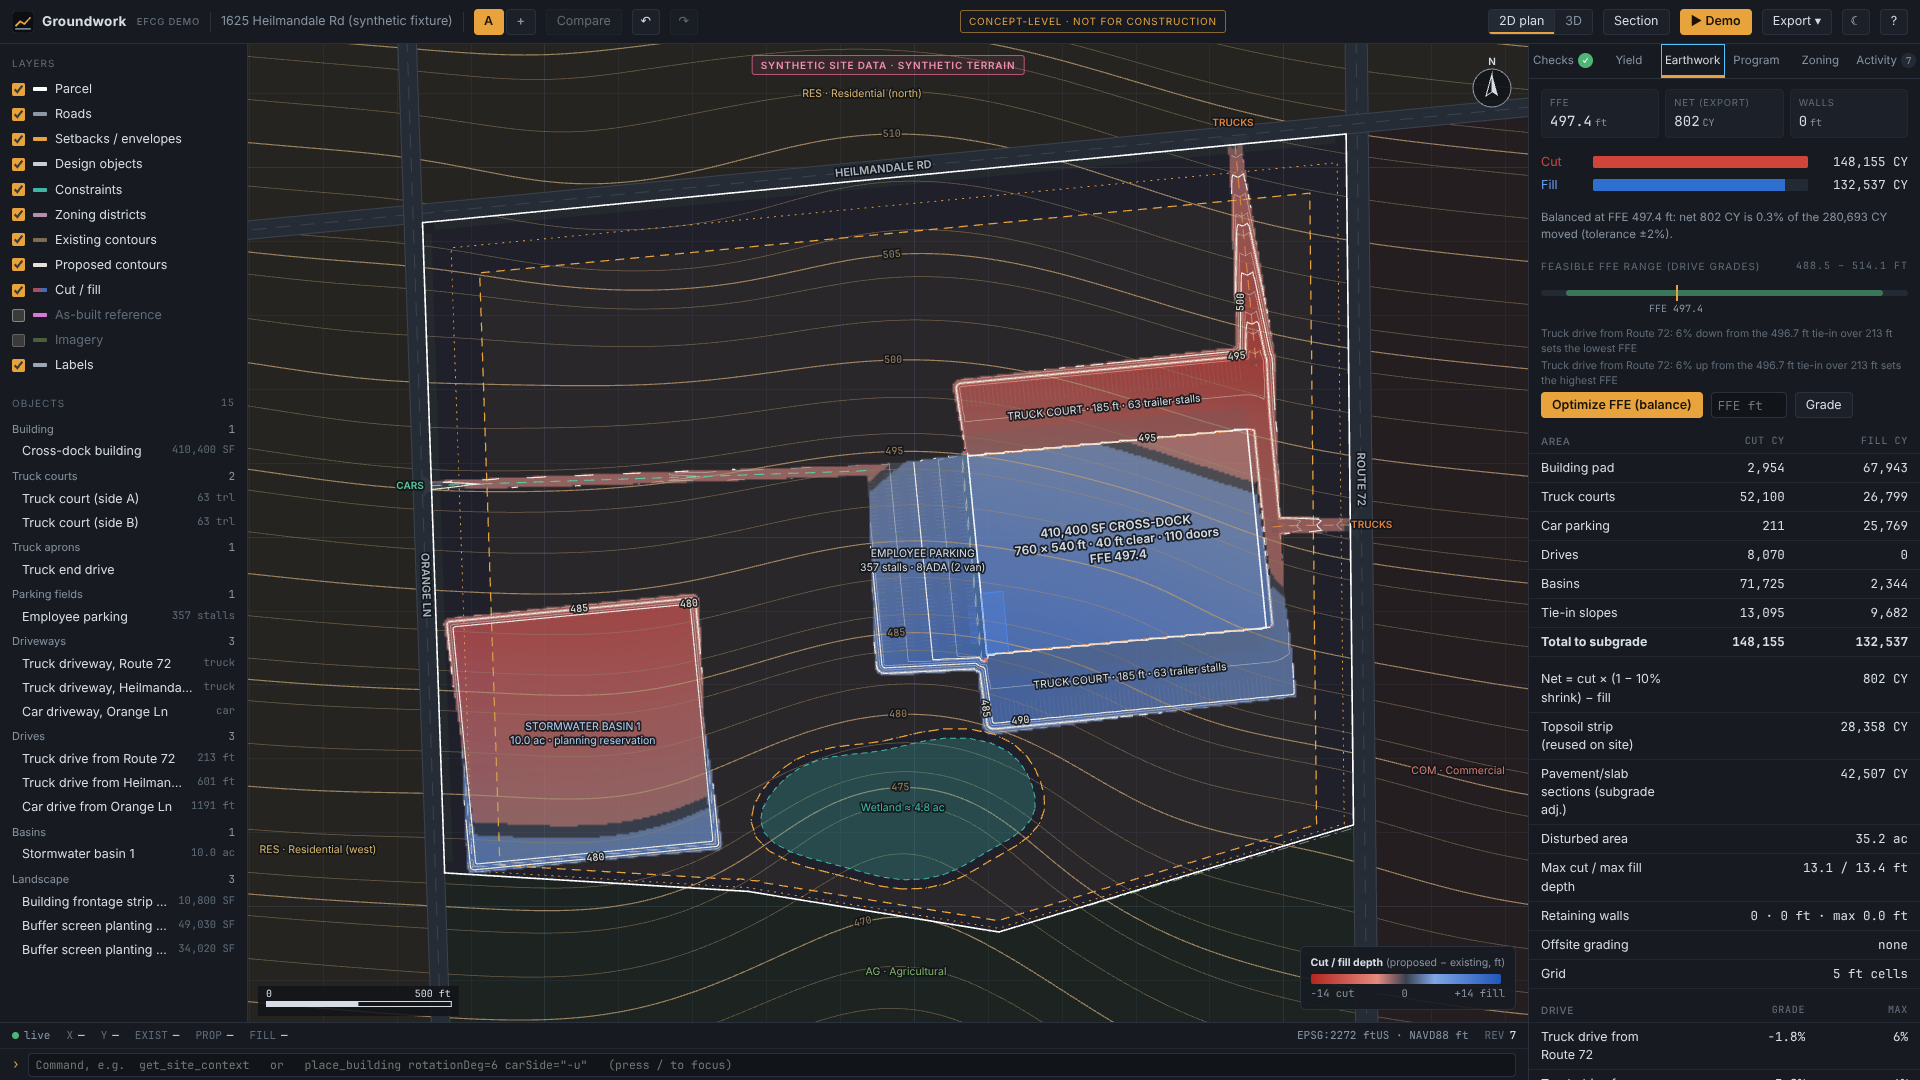 Groundwork EFCG DEMO 1625 Heilmandale Rd (synthetic fixture) A + Compare ↶ ↷ CONCEPT-LEVEL · NOT FOR CONSTRUCTION 2D plan 3D Section ▶ Demo Export ▾ ☾ ?
LAYERS
Parcel
Roads
Setbacks / envelopes
Design objects
Constraints
Zoning districts
Existing contours
Proposed contours
Cut / fill
As-built reference
Imagery
Labels
OBJECTS 15
Building 1
Cross-dock building 410,400 SF
Truck courts 2
Truck court (side A) 63 trl
Truck court (side B) 63 trl
Truck aprons 1
Truck end drive
Parking fields 1
Employee parking 357 stalls
Driveways 3
Truck driveway, Route 72 truck
Truck driveway, Heilmanda... truck
Car driveway, Orange Ln car
Drives 3
Truck drive from Route 72 213 ft
Truck drive from Heilman... 601 ft
Car drive from Orange Ln 1191 ft
Basins 1
Stormwater basin 1 10.0 ac
Landscape 3
Building frontage strip ... 10,800 SF
Buffer screen planting ... 49,030 SF
Buffer screen planting ... 34,020 SF
SYNTHETIC SITE DATA · SYNTHETIC TERRAIN
N
RES · Residential (north)
TRUCKS
510
HEILMANDALE RD
505
500
500
495
TRUCK COURT · 185 ft · 63 trailer stalls
495
495
ROUTE 72
CARS
TRUCKS
410,400 SF CROSS-DOCK
760 × 540 ft · 40 ft clear · 110 doors
FFE 497.4
EMPLOYEE PARKING
357 stalls · 8 ADA (2 van)
ORANGE LN
485
480
485
TRUCK COURT · 185 ft · 63 trailer stalls
485
490
480
STORMWATER BASIN 1
10.0 ac · planning reservation
COM · Commercial
475
Wetland ≈ 4.8 ac
RES · Residential (west)
480
470
AG · Agricultural
0 500 ft
Cut / fill depth (proposed − existing, ft)
-14 cut 0 +14 fill
live X — Y — EXIST — PROP — FILL — EPSG:2272 ftUS · NAVD88 ft REV 7
› Command, e.g. get_site_context or place_building rotationDeg=6 carSide="-u" (press / to focus)
Checks ✓ Yield Earthwork Program Zoning Activity 7
FFE NET (EXPORT) WALLS
497.4 ft 802 CY 0 ft
Cut 148,155 CY
Fill 132,537 CY
Balanced at FFE 497.4 ft: net 802 CY is 0.3% of the 280,693 CY
moved (tolerance ±2%).
FEASIBLE FFE RANGE (DRIVE GRADES) 488.5 – 514.1 FT
FFE 497.4
Truck drive from Route 72: 6% down from the 496.7 ft tie-in over 213 ft
sets the lowest FFE
Truck drive from Route 72: 6% up from the 496.7 ft tie-in over 213 ft sets
the highest FFE
Optimize FFE (balance) FFE ft Grade
AREA CUT CY FILL CY
Building pad 2,954 67,943
Truck courts 52,100 26,799
Car parking 211 25,769
Drives 8,070 0
Basins 71,725 2,344
Tie-in slopes 13,095 9,682
Total to subgrade 148,155 132,537
Net = cut × (1 − 10% 802 CY
shrink) − fill
Topsoil strip 28,358 CY
(reused on site)
Pavement/slab 42,507 CY
sections (subgrade
adj.)
Disturbed area 35.2 ac
Max cut / max fill 13.1 / 13.4 ft
depth
Retaining walls 0 · 0 ft · max 0.0 ft
Offsite grading none
Grid 5 ft cells
DRIVE GRADE MAX
Truck drive from -1.8% 6%
Route 72